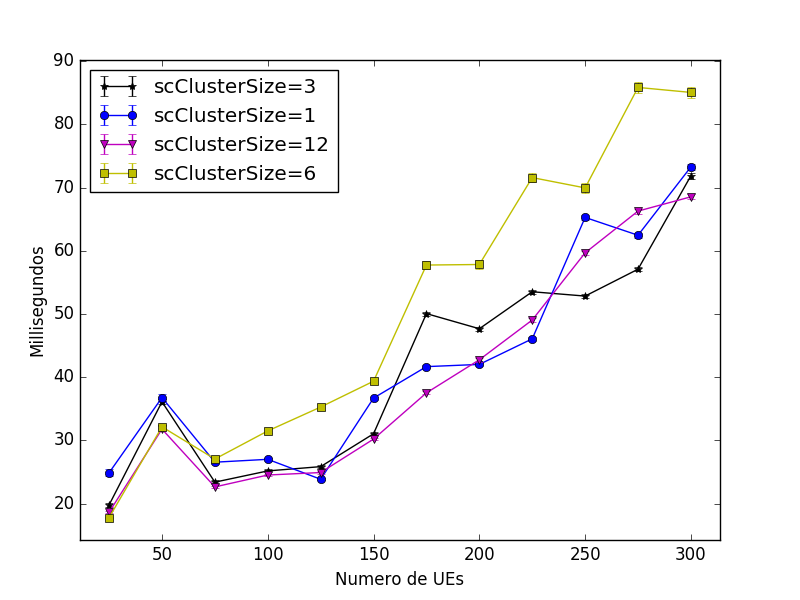 90
80
70
60
50
40
30
20
Millisegundos
scClusterSize=3
scClusterSize=1
scClusterSize=12
scClusterSize=6
50 100 150 200 250 300
Numero de UEs